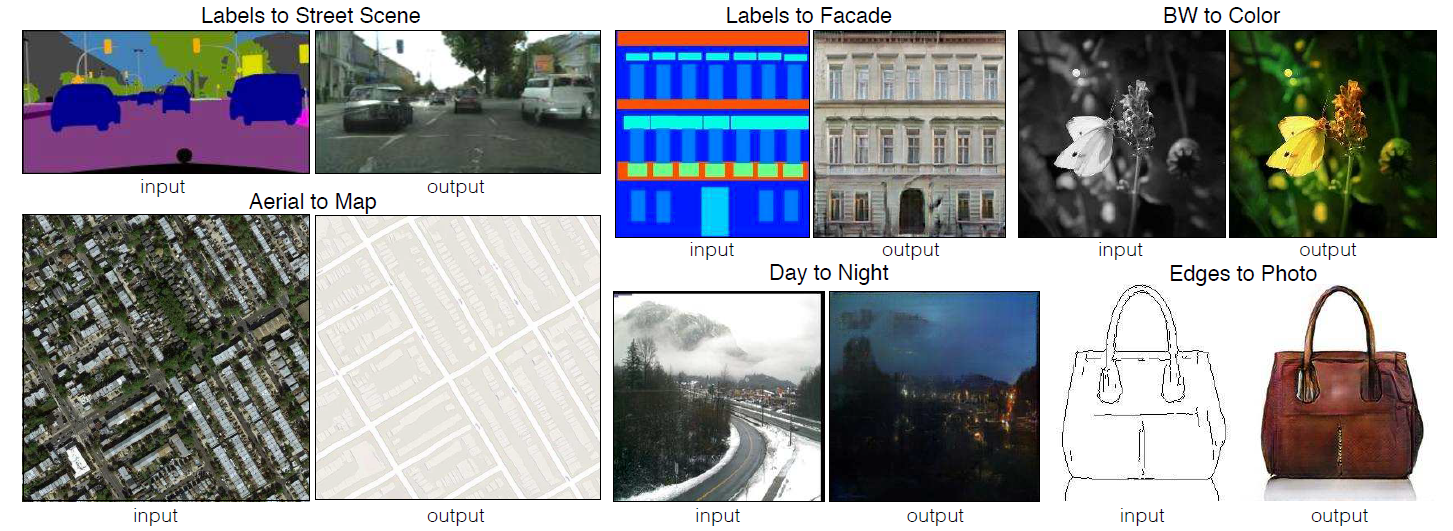 Labels to Street Scene
input
output
Aerial to Map
input
output
Labels to Facade
input
output
BW to Color
input
output
Day to Night
input
output
Edges to Photo
input
output